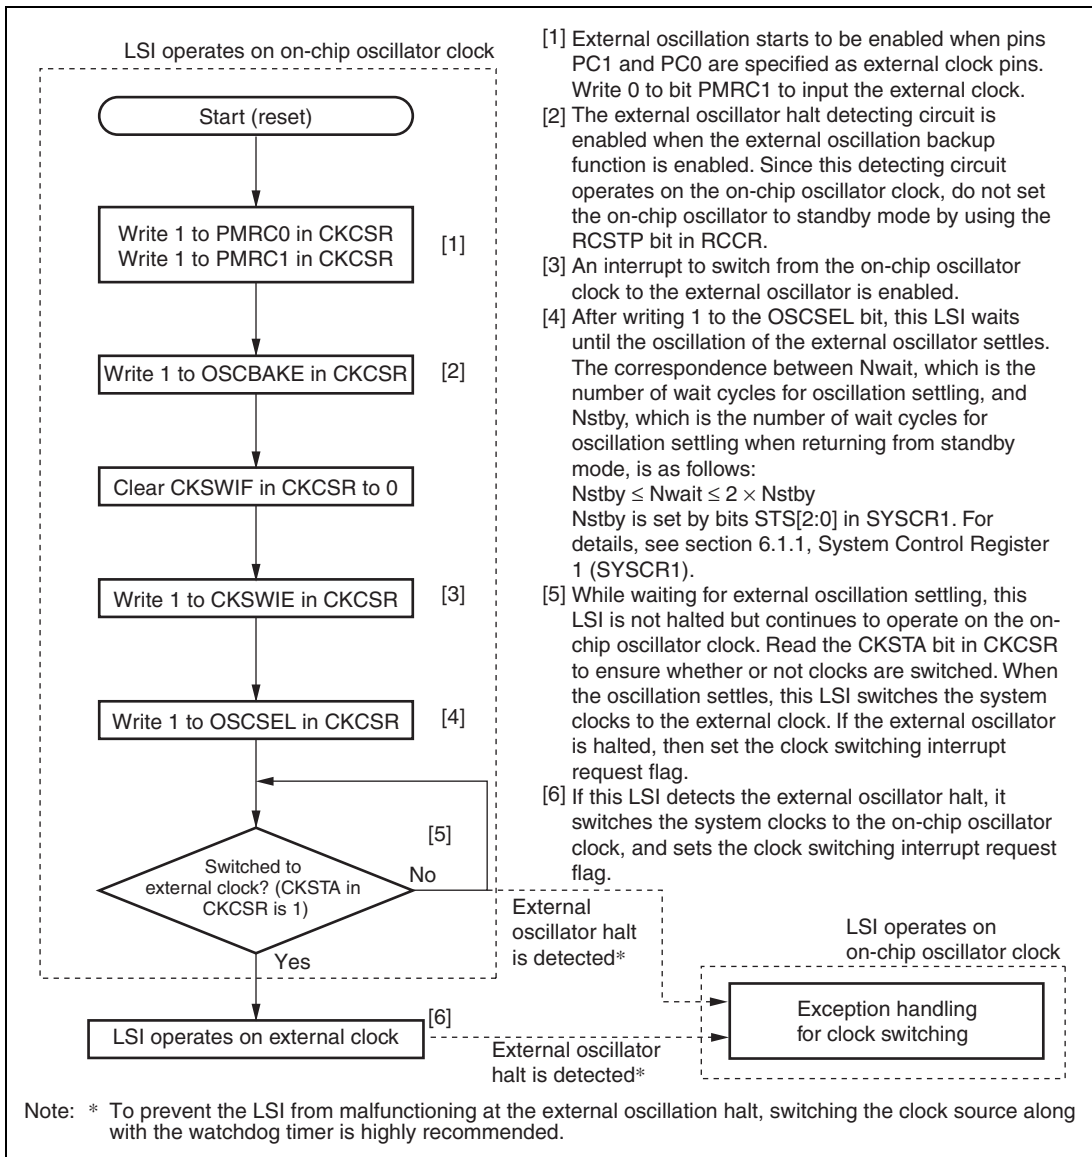 LSI operates on on-chip oscillator clock
Start (reset)
Write 1 to PMRC0 in CKCSR
Write 1 to PMRC1 in CKCSR
[1]
Write 1 to OSCBAKE in CKCSR
[2]
Clear CKSWIF in CKCSR to 0
Write 1 to CKSWIE in CKCSR
[3]
Write 1 to OSCSEL in CKCSR
[4]
[5]
Switched to
external clock? (CKSTA in
CKCSR is 1)
No
Yes
LSI operates on external clock
[6]
External
oscillator halt
is detected*
External oscillator
halt is detected*
LSI operates on
on-chip oscillator clock
Exception handling
for clock switching
[1] External oscillation starts to be enabled when pins
PC1 and PC0 are specified as external clock pins.
Write 0 to bit PMRC1 to input the external clock.
[2] The external oscillator halt detecting circuit is
enabled when the external oscillation backup
function is enabled. Since this detecting circuit
operates on the on-chip oscillator clock, do not set
the on-chip oscillator to standby mode by using the
RCSTP bit in RCCR.
[3] An interrupt to switch from the on-chip oscillator
clock to the external oscillator is enabled.
[4] After writing 1 to the OSCSEL bit, this LSI waits
until the oscillation of the external oscillator settles.
The correspondence between Nwait, which is the
number of wait cycles for oscillation settling, and
Nstby, which is the number of wait cycles for
oscillation settling when returning from standby
mode, is as follows:
Nstby ≤ Nwait ≤ 2 × Nstby
Nstby is set by bits STS[2:0] in SYSCR1. For
details, see section 6.1.1, System Control Register
1 (SYSCR1).
[5] While waiting for external oscillation settling, this
LSI is not halted but continues to operate on the on-
chip oscillator clock. Read the CKSTA bit in CKCSR
to ensure whether or not clocks are switched. When
the oscillation settles, this LSI switches the system
clocks to the external clock. If the external oscillator
is halted, then set the clock switching interrupt
request flag.
[6] If this LSI detects the external oscillator halt, it
switches the system clocks to the on-chip oscillator
clock, and sets the clock switching interrupt request
flag.
Note: * To prevent the LSI from malfunctioning at the external oscillation halt, switching the clock source along
with the watchdog timer is highly recommended.